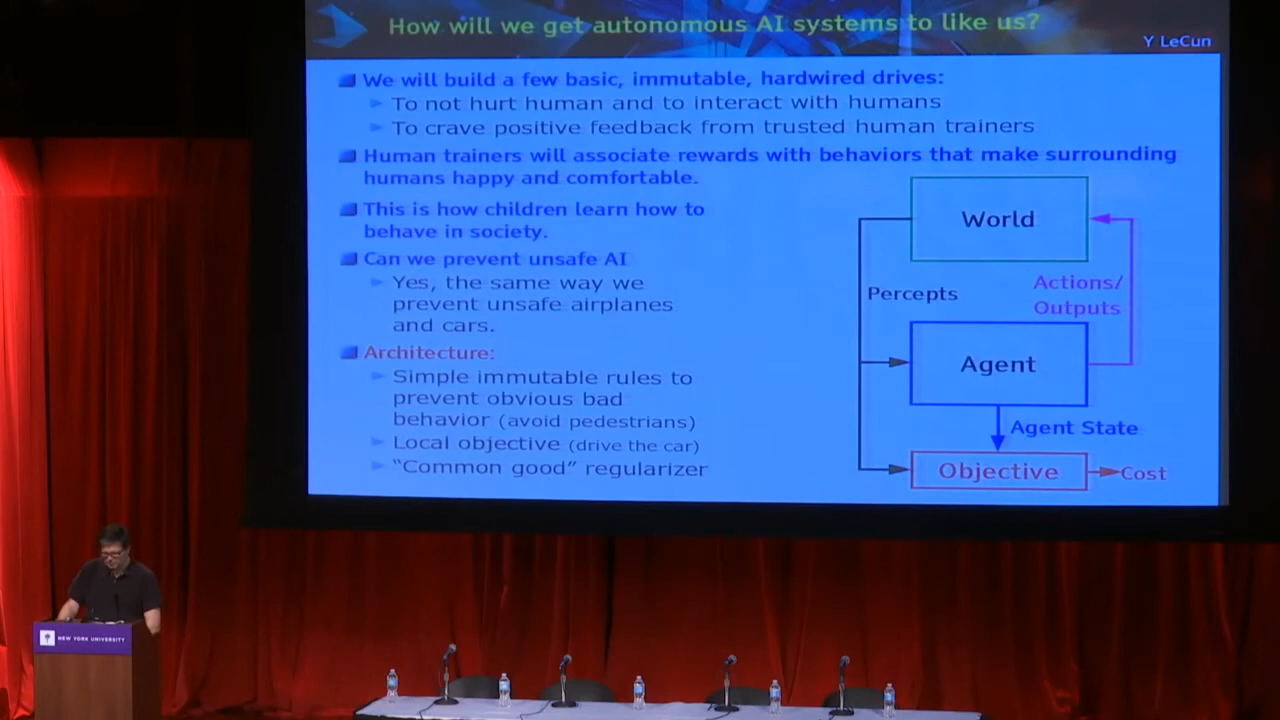 How will we get autonomous AI systems to like us?
Y LeCun
We will build a few basic, immutable, hardwired drives:
To not hurt human and to interact with humans
To crave positive feedback from trusted human trainers
Human trainers will associate rewards with behaviors that make surrounding
humans happy and comfortable.
This is how children learn how to
behave in society.
Can we prevent unsafe AI
Yes, the same way we
prevent unsafe airplanes
and cars.
Architecture:
Simple immutable rules to
prevent obvious bad
behavior (avoid pedestrians)
Local objective (drive the car)
“Common good” regularizer
World
Percepts
Actions/
Outputs
Agent
Agent State
Objective
Cost
NEW YORK UNIVERSITY